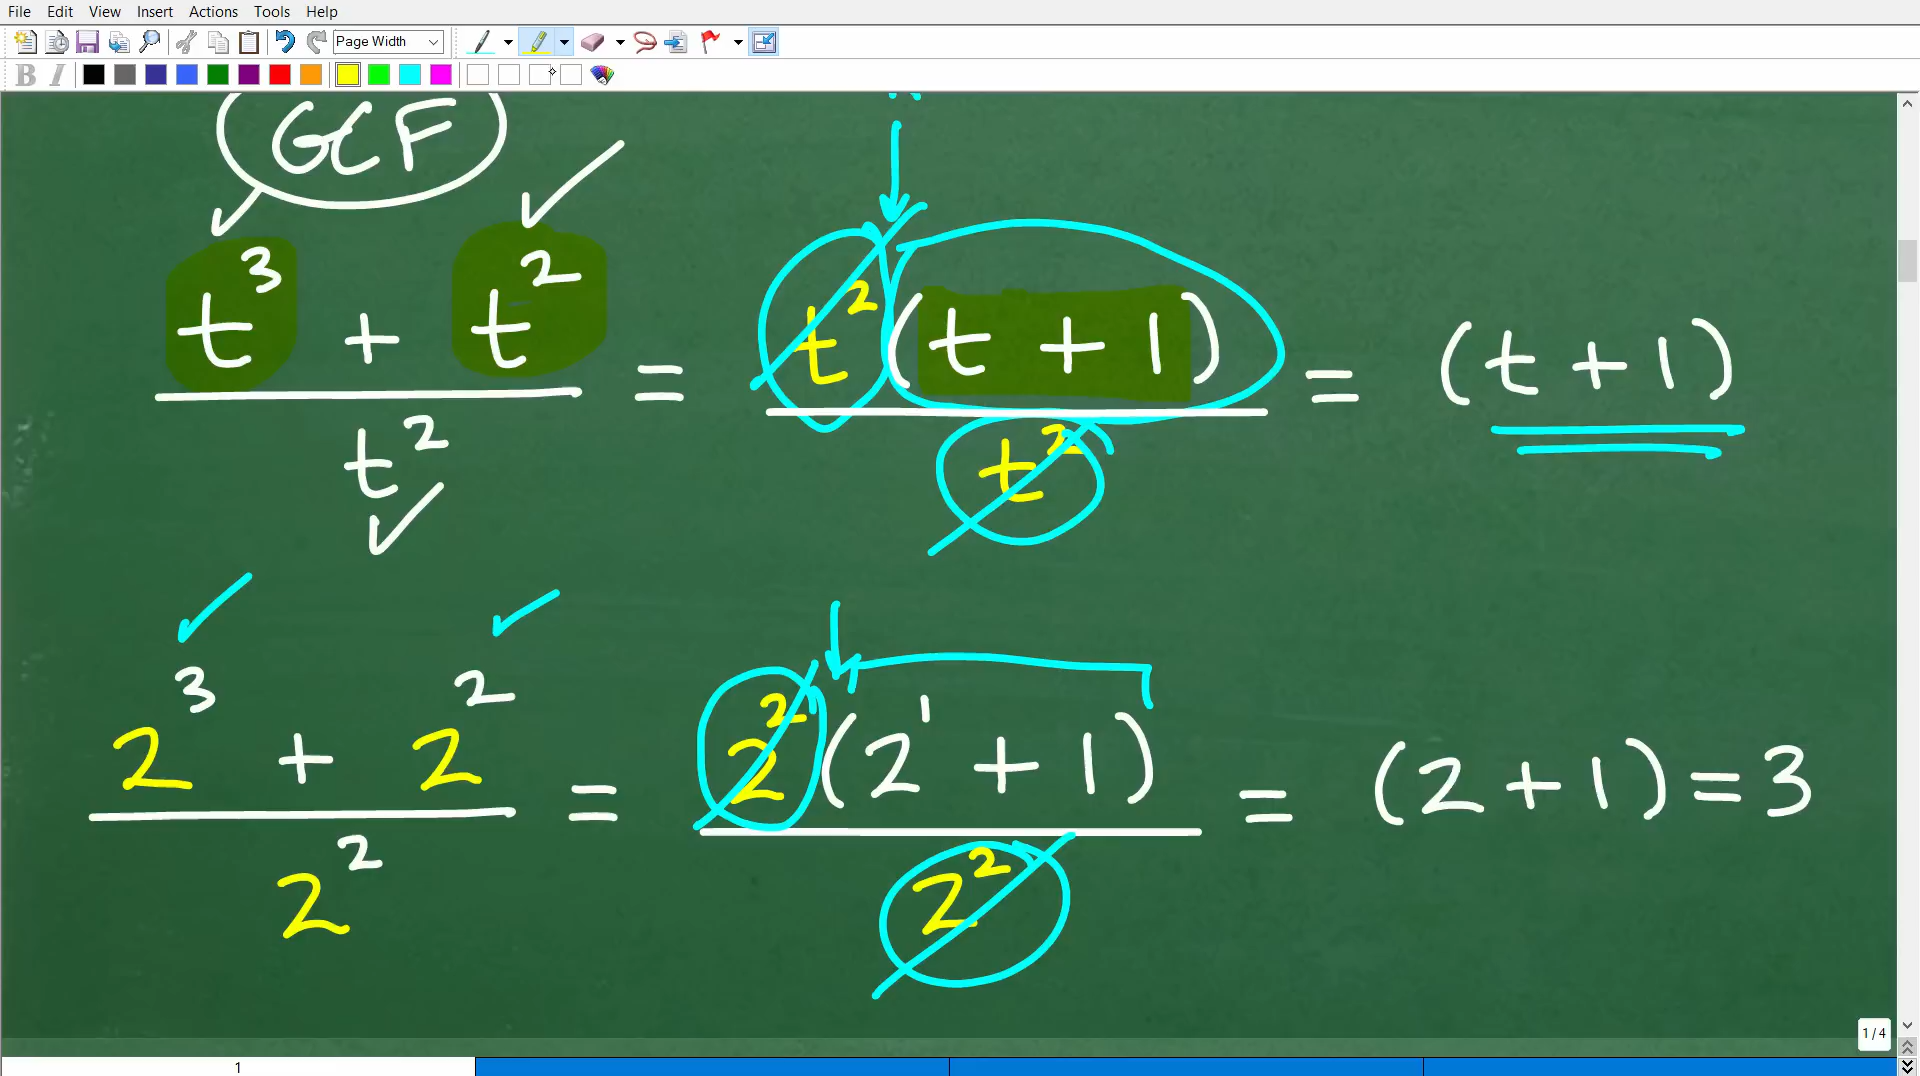 File Edit View Insert Actions Tools Help
Page Width
B I
GCF
t³ + t² / t² = t²(t + 1) / t² = (t + 1)
2³ + 2² / 2² = 2²(2¹ + 1) / 2² = (2 + 1) = 3
1 / 4
1